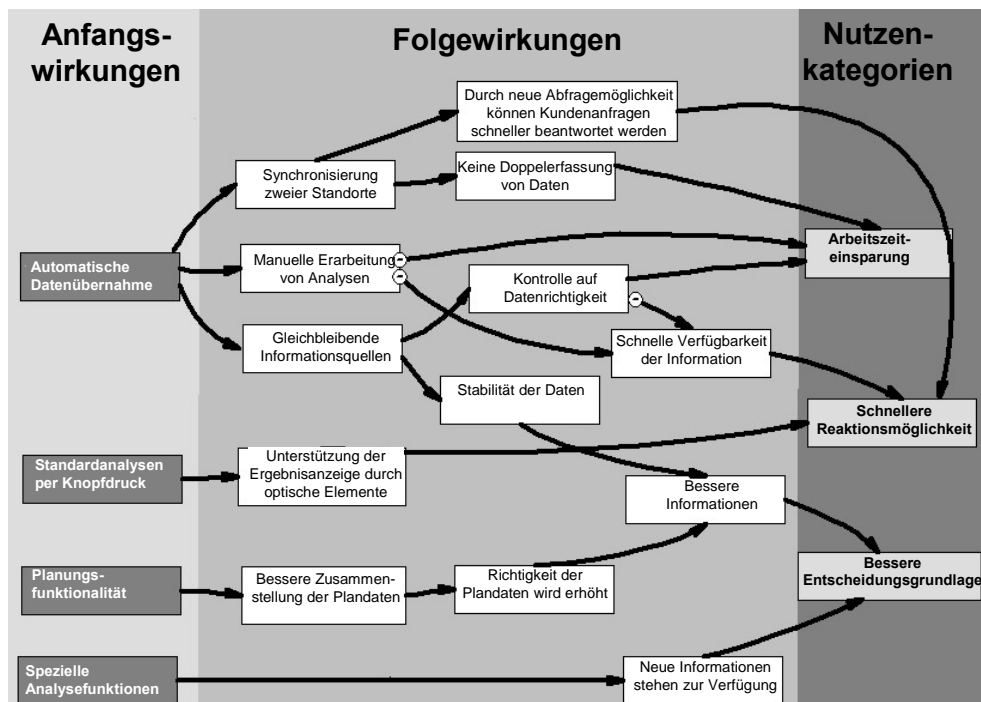 Anfangs-
wirkungen
Folgewirkungen
Nutzen-
kategorien
Durch neue Abfragemöglichkeit
können Kundenanfragen
schneller beantwortet werden
Synchronisierung
zweier Standorte
Keine Doppelerfassung
von Daten
Arbeitszeit-
einsparung
Automatische
Datenübernahme
Manuelle Erarbeitung
von Analysen
-
-
Kontrolle auf
Datenrichtigkeit
-
Gleichbleibende
Informationsquellen
Schnelle Verfügbarkeit
der Information
Stabilität der Daten
Schnellere
Reaktionsmöglichkeit
Standardanalysen
per Knopfdruck
Unterstützung der
Ergebnisanzeige durch
optische Elemente
Bessere
Informationen
Planungs-
funktionalität
Bessere Zusammen-
stellung der Plandaten
Richtigkeit der
Plandaten wird erhöht
Bessere
Entscheidungsgrundlage
Spezielle
Analysefunktionen
Neue Informationen
stehen zur Verfügung